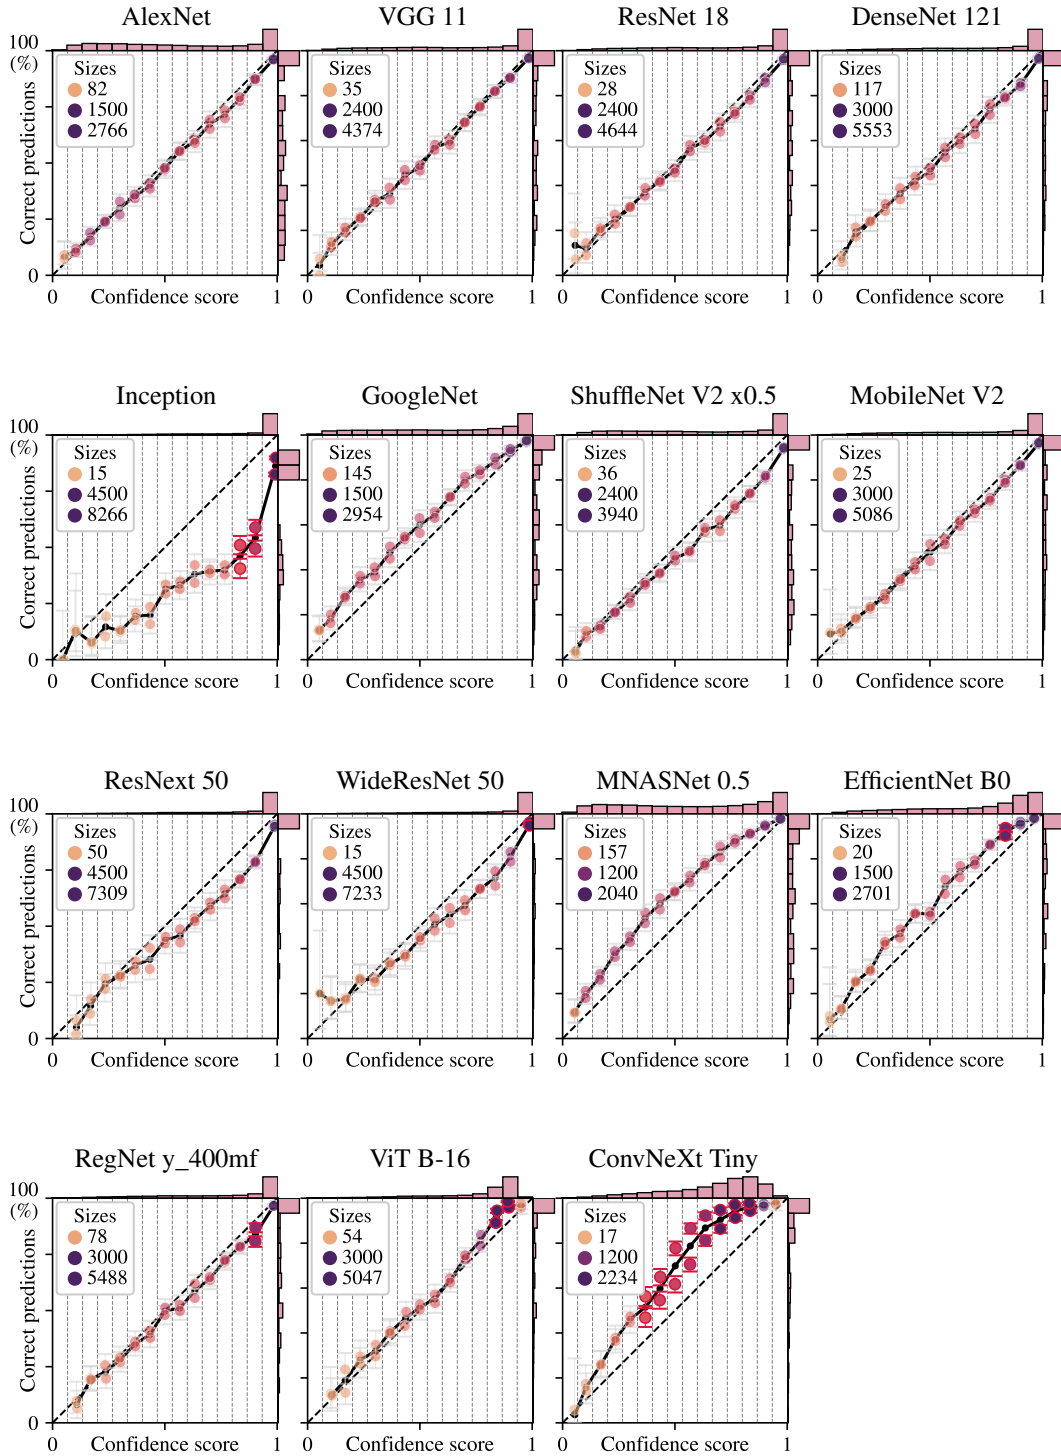 AlexNet
VGG 11
ResNet 18
DenseNet 121
100
(%)
Correct predictions
0
Sizes
82
1500
2766
0
Confidence score
1
Sizes
35
2400
4374
0
Confidence score
1
Sizes
28
2400
4644
0
Confidence score
1
Sizes
117
3000
5553
0
Confidence score
1
Inception
GoogleNet
ShuffleNet V2 x0.5
MobileNet V2
100
(%)
Correct predictions
0
Sizes
15
4500
8266
0
Confidence score
1
Sizes
145
1500
2954
0
Confidence score
1
Sizes
36
2400
3940
0
Confidence score
1
Sizes
25
3000
5086
0
Confidence score
1
ResNext 50
WideResNet 50
MNASNet 0.5
EfficientNet B0
100
(%)
Correct predictions
0
Sizes
50
4500
7309
0
Confidence score
1
Sizes
15
4500
7233
0
Confidence score
1
Sizes
157
1200
2040
0
Confidence score
1
Sizes
20
1500
2701
0
Confidence score
1
RegNet y_400mf
ViT B-16
ConvNeXt Tiny
100
(%)
Correct predictions
0
Sizes
78
3000
5488
0
Confidence score
1
Sizes
54
3000
5047
0
Confidence score
1
Sizes
17
1200
2234
0
Confidence score
1